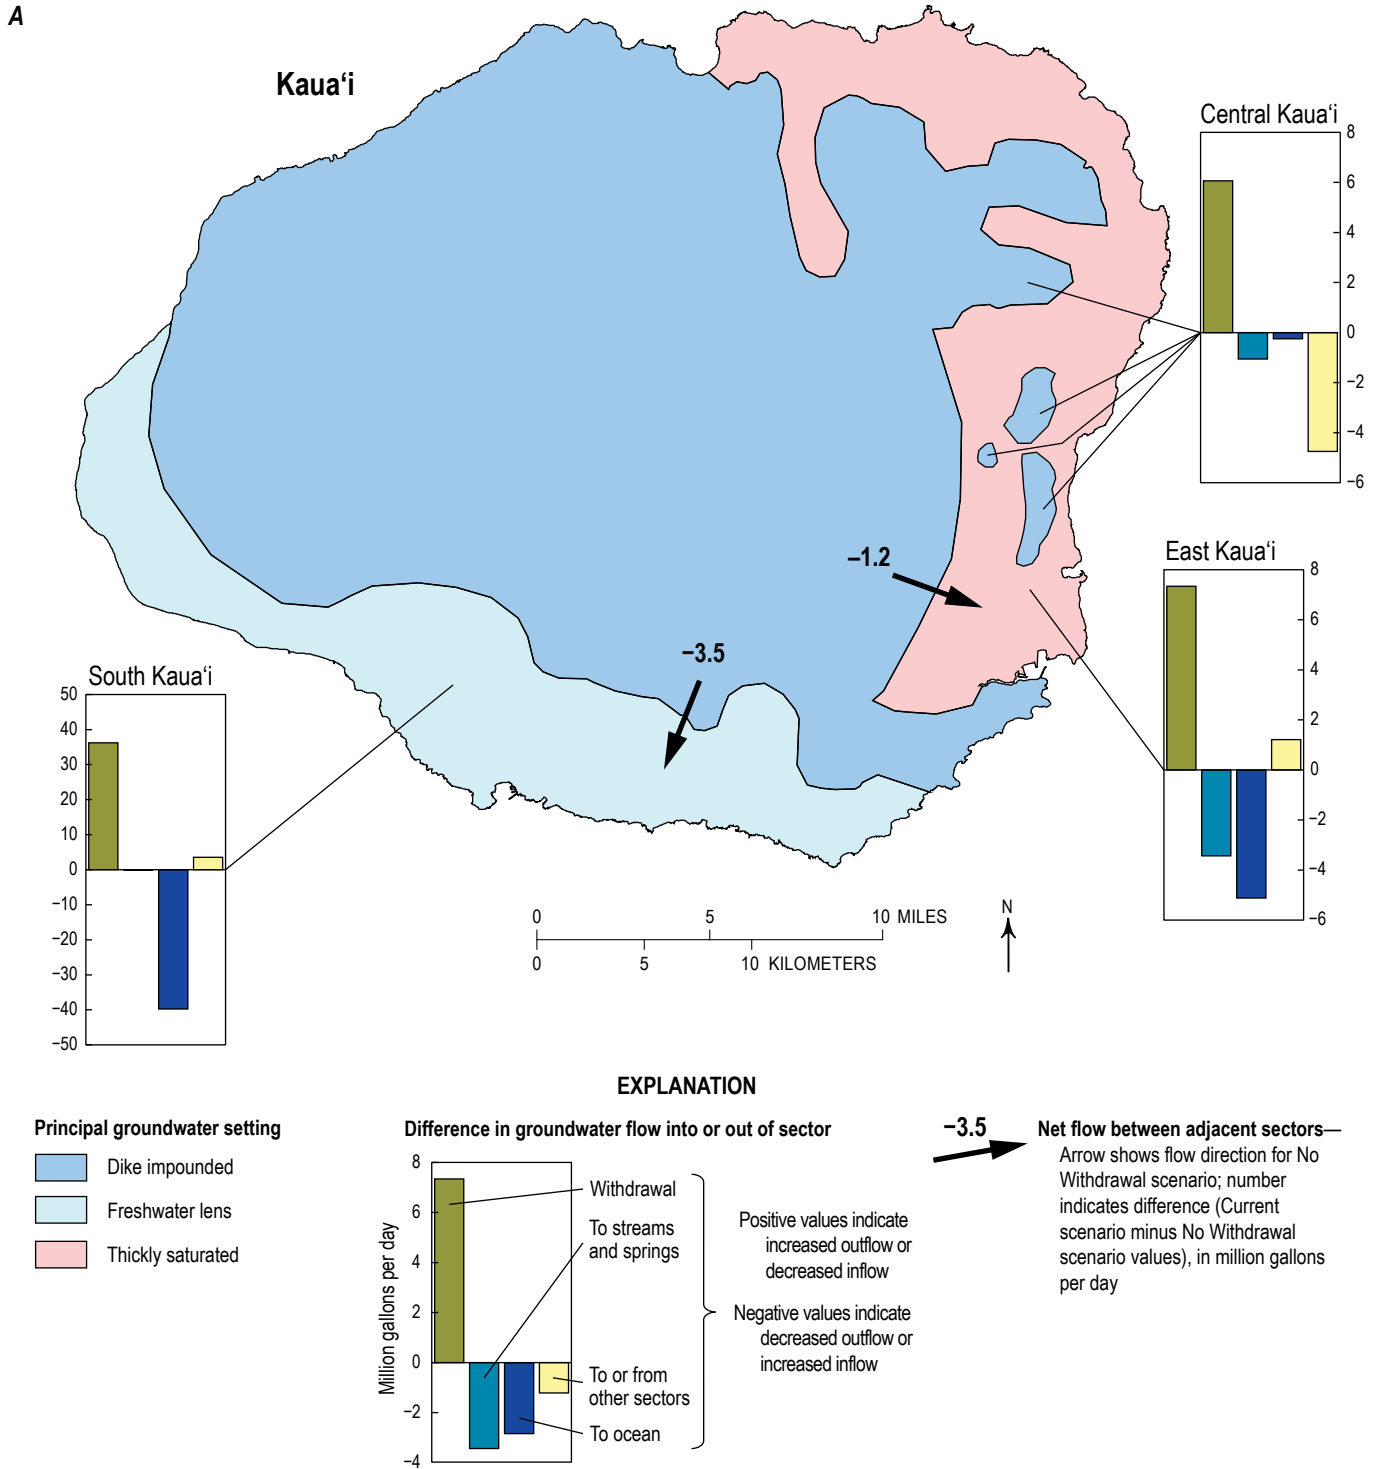 A
Kauaʻi
Central Kauaʻi
8
6
4
2
0
−2
−4
−6
−1.2
East Kauaʻi
8
6
4
2
0
−2
−4
−6
−3.5
South Kauaʻi
50
40
30
20
10
0
−10
−20
−30
−40
−50
0 5 10 MILES
0 5 10 KILOMETERS
N
EXPLANATION
Principal groundwater setting
Dike impounded
Freshwater lens
Thickly saturated
Difference in groundwater flow into or out of sector
Million gallons per day
8
6
4
2
0
−2
−4
Withdrawal
To streams
and springs
To or from
other sectors
To ocean
Positive values indicate
increased outflow or
decreased inflow
Negative values indicate
decreased outflow or
increased inflow
−3.5
Net flow between adjacent sectors—
Arrow shows flow direction for No
Withdrawal scenario; number
indicates difference (Current
scenario minus No Withdrawal
scenario values), in million gallons
per day